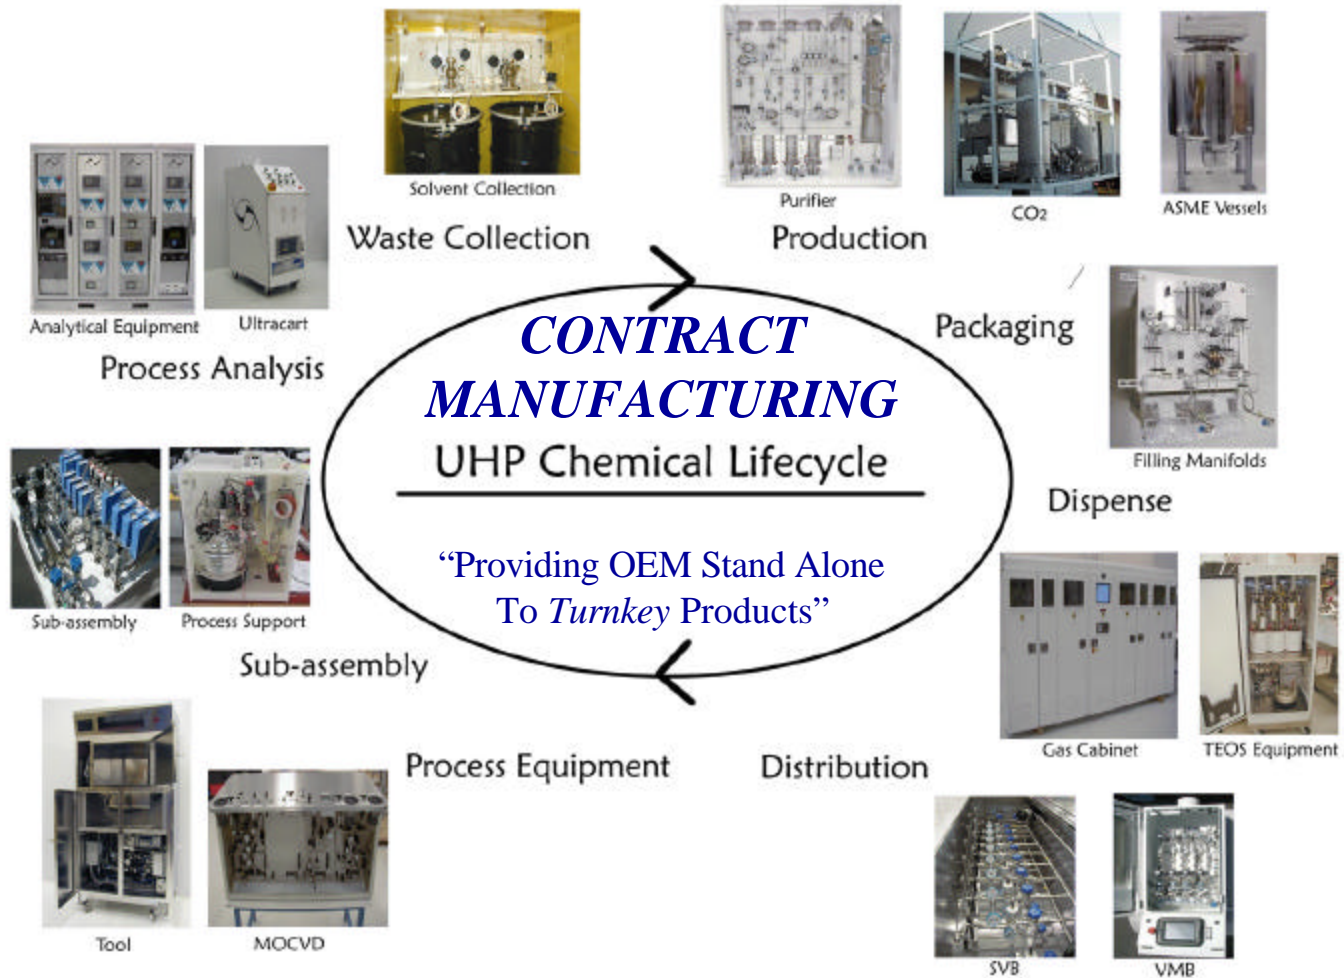 Solvent Collection
Waste Collection
Purifier
CO2
ASME Vessels
Production
Analytical Equipment
Ultracart
Process Analysis
Packaging
Filling Manifolds
CONTRACT
MANUFACTURING
UHP Chemical Lifecycle
“Providing OEM Stand Alone
To Turnkey Products”
Dispense
Gas Cabinet
TEOS Equipment
Sub-assembly
Process Support
Sub-assembly
Process Equipment
Distribution
Tool
MOCVD
SVB
VMB